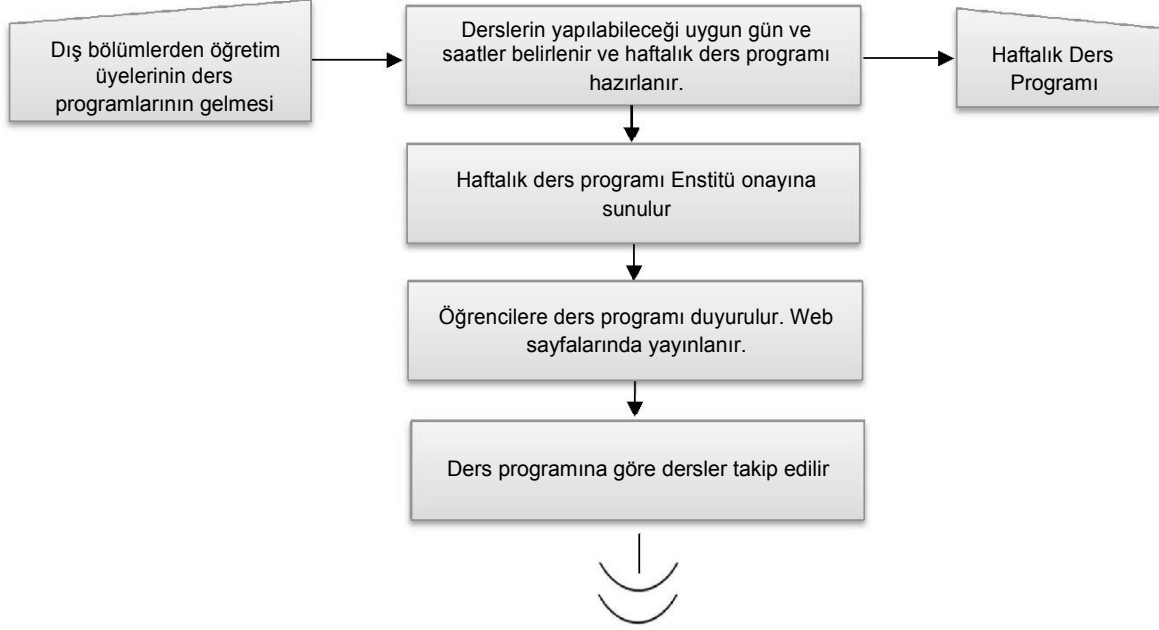 Dış bölümlerden öğretim
üyelerinin ders
programlarının gelmesi
Derslerin yapılabileceği uygun gün ve
saatler belirlenir ve haftalık ders programı
hazırlanır.
Haftalık Ders
Programı
Haftalık ders programı Enstitü onayına
sunulur
Öğrencilere ders programı duyurulur. Web
sayfalarında yayınlanır.
Ders programına göre dersler takip edilir